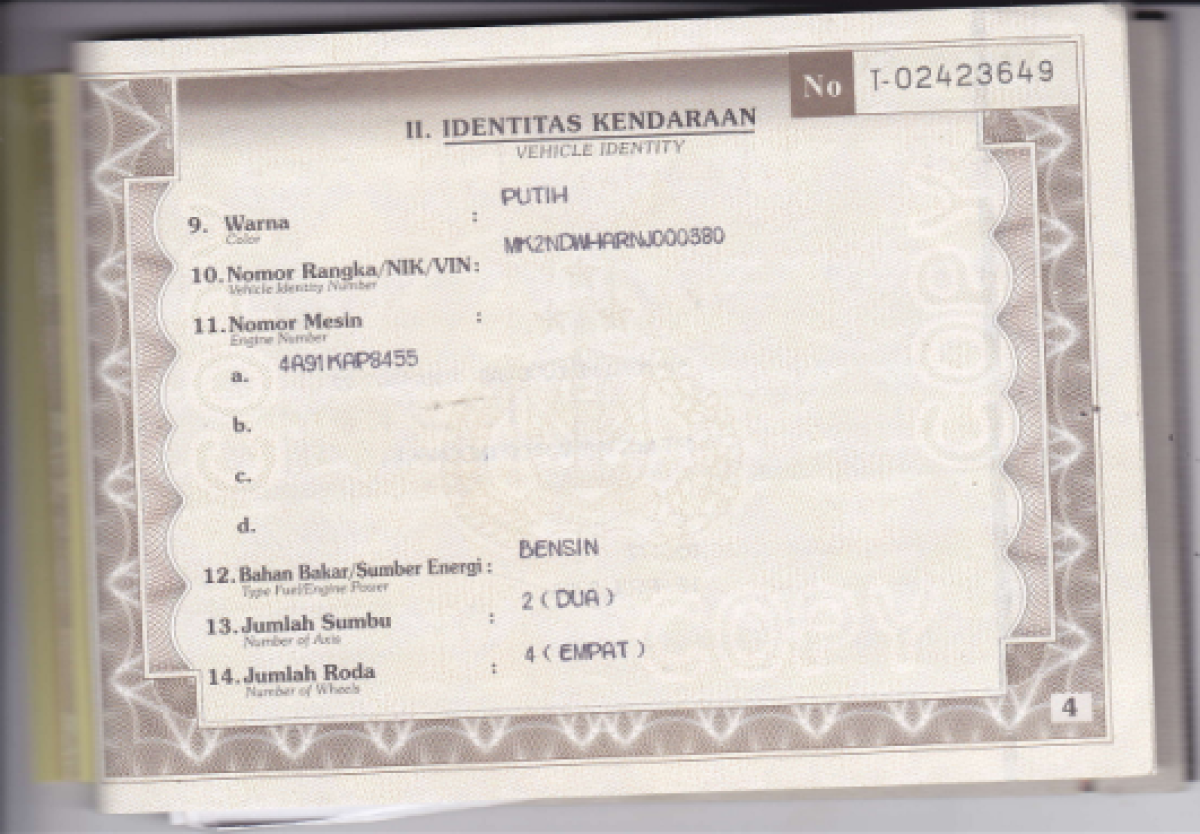 No T-02423649
II. IDENTITAS KENDARAAN
VEHICLE IDENTITY
PUTIH
9. Warna :
Color
MK2NDWHARNJ000380
10. Nomor Rangka/NIK/VIN :
Vehicle Identity Number
11. Nomor Mesin :
Engine Number
a. 4A91KAP8455
b.
c.
d.
BENSIN
12. Bahan Bakar/Sumber Energi :
Type Fuel/Engine Power
2 ( DUA )
13. Jumlah Sumbu :
Number of Axis
4 ( EMPAT )
14. Jumlah Roda :
Number of Wheels
4